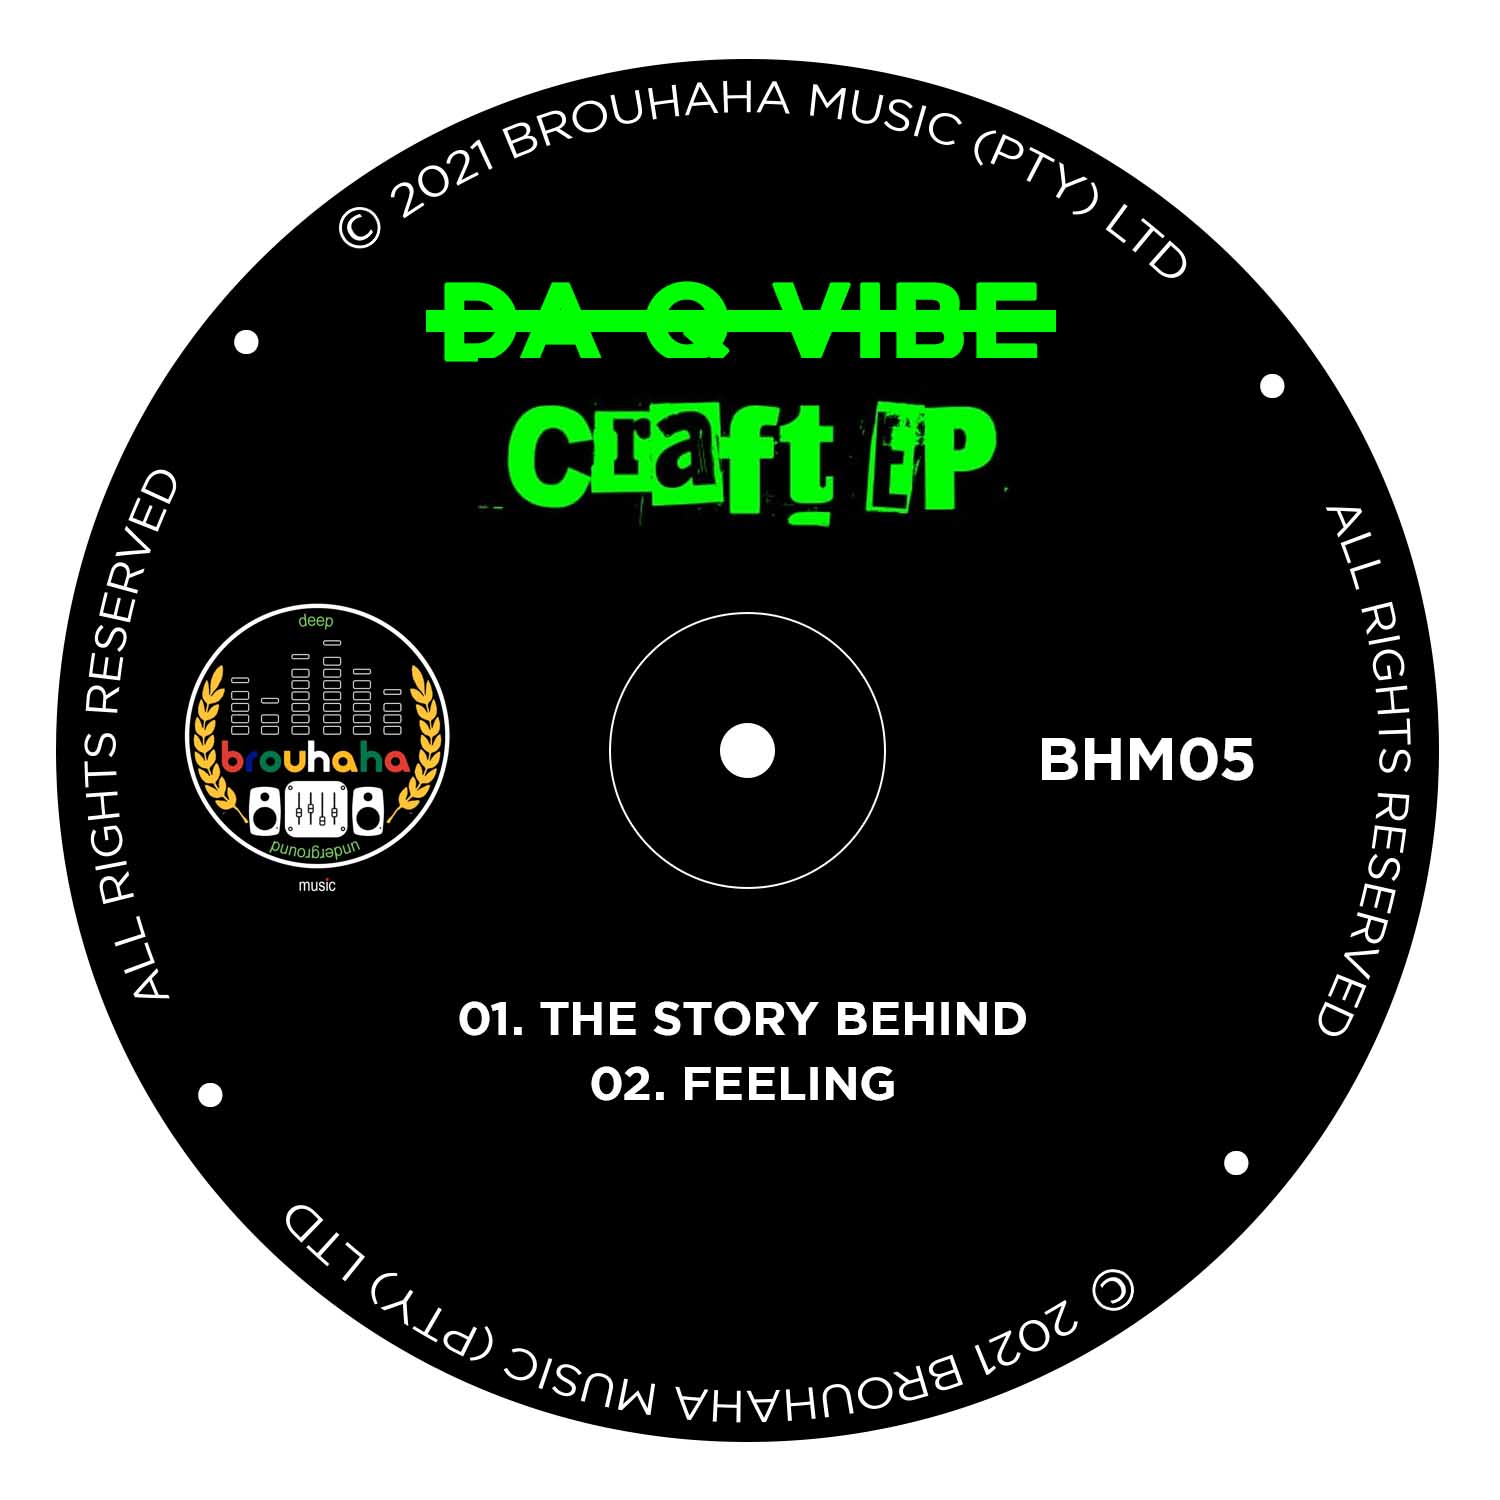 © 2021 BROUHAHA MUSIC (PTY) LTD
DA Q VIBE
Craft EP
ALL RIGHTS RESERVED
ALL RIGHTS RESERVED
deep
brouhaha
underground
music
BHM05
01. THE STORY BEHIND
02. FEELING
© 2021 BROUHAHA MUSIC (PTY) LTD